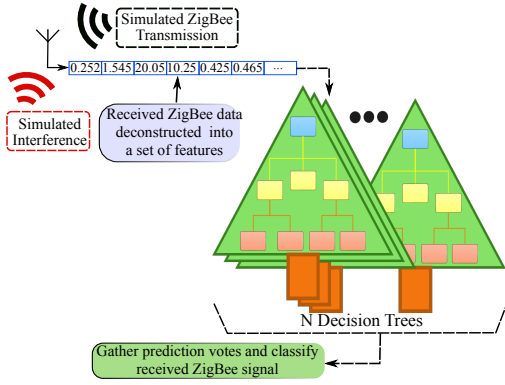 Simulated ZigBee
Transmission
0.252 1.545 20.05 10.25 0.425 0.465 ...
Simulated
Interference
Received ZigBee data
deconstructed into
a set of features
N Decision Trees
Gather prediction votes and classify
received ZigBee signal